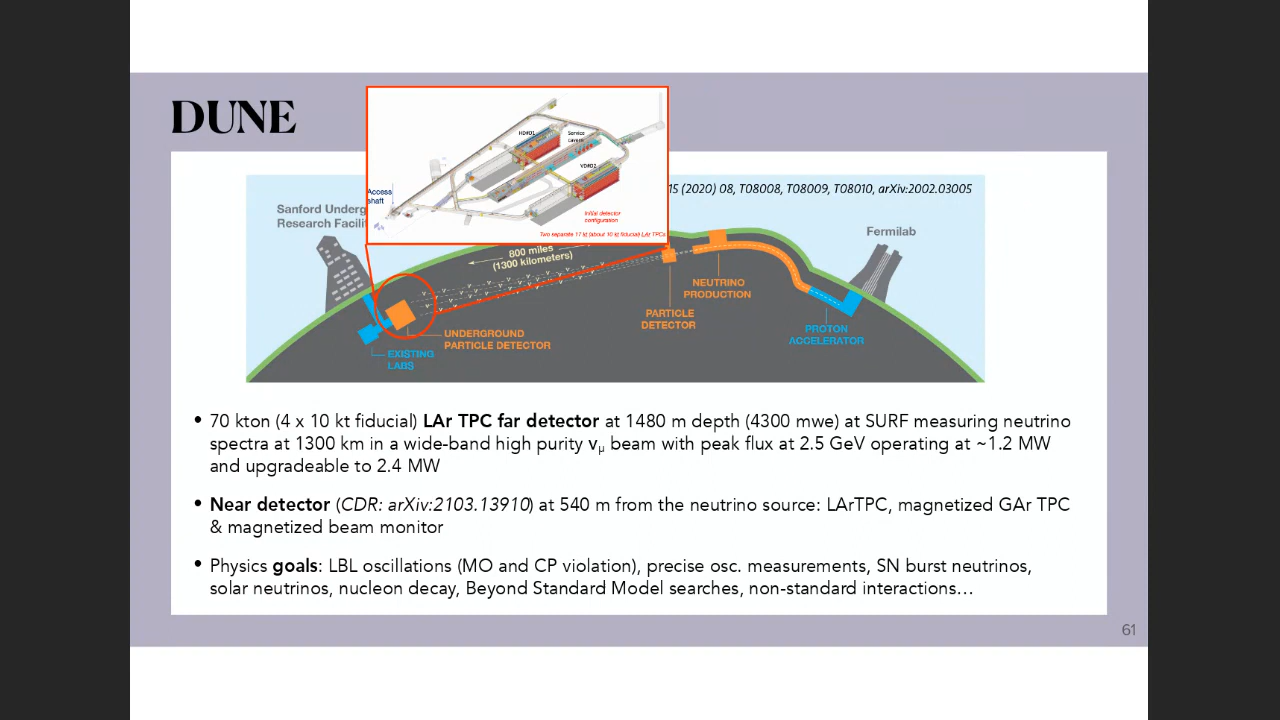 DUNE
HD#D1
Service
cavern
VD#D2
Access
shaft
Initial detector
configuration
Two separate 17 kt (about 10 kt fiducial) LAr TPCs
15 (2020) 08, T08008, T08009, T08010, arXiv:2002.03005
Sanford Underg
Research Facilit
Fermilab
800 miles
(1300 kilometers)
NEUTRINO
PRODUCTION
PARTICLE
DETECTOR
PROTON
ACCELERATOR
UNDERGROUND
PARTICLE DETECTOR
EXISTING
LABS
• 70 kton (4 x 10 kt fiducial) LAr TPC far detector at 1480 m depth (4300 mwe) at SURF measuring neutrino
spectra at 1300 km in a wide-band high purity νμ beam with peak flux at 2.5 GeV operating at ~1.2 MW
and upgradeable to 2.4 MW
• Near detector (CDR: arXiv:2103.13910) at 540 m from the neutrino source: LArTPC, magnetized GAr TPC
& magnetized beam monitor
• Physics goals: LBL oscillations (MO and CP violation), precise osc. measurements, SN burst neutrinos,
solar neutrinos, nucleon decay, Beyond Standard Model searches, non-standard interactions…
61